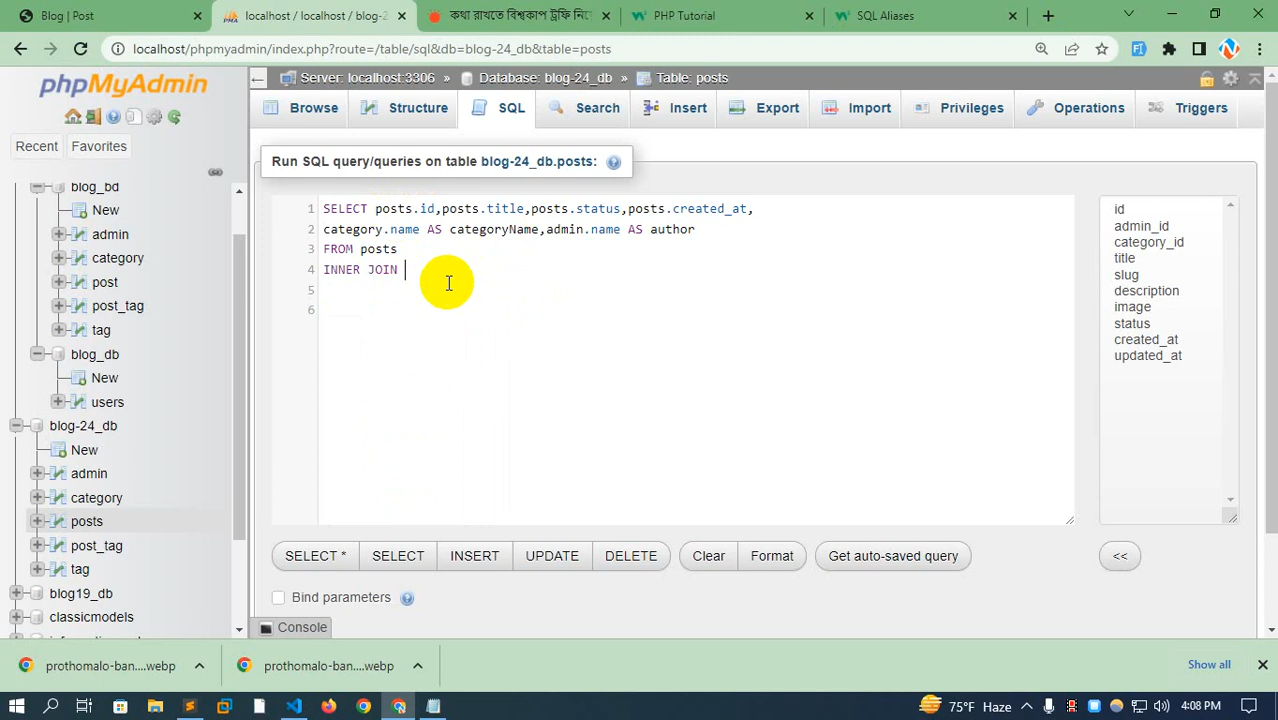 Blog | Post
localhost / localhost / blog-2
কথা রাখতে বিশ্বকাপ ট্রফি নিে
PHP Tutorial
SQL Aliases
localhost/phpmyadmin/index.php?route=/table/sql&db=blog-24_db&table=posts
phpMyAdmin
Recent
Favorites
blog_bd
New
admin
category
post
post_tag
tag
blog_db
New
users
blog-24_db
New
admin
category
posts
post_tag
tag
blog19_db
classicmodels
Server: localhost:3306 » Database: blog-24_db » Table: posts
Browse
Structure
SQL
Search
Insert
Export
Import
Privileges
Operations
Triggers
Run SQL query/queries on table blog-24_db.posts:
1 SELECT posts.id,posts.title,posts.status,posts.created_at,
2 category.name AS categoryName,admin.name AS author
3 FROM posts
4 INNER JOIN
5
6
id
admin_id
category_id
title
slug
description
image
status
created_at
updated_at
SELECT *
SELECT
INSERT
UPDATE
DELETE
Clear
Format
Get auto-saved query
<<
Bind parameters
Console
prothomalo-ban....webp
prothomalo-ban....webp
Show all
75°F Haze
4:08 PM